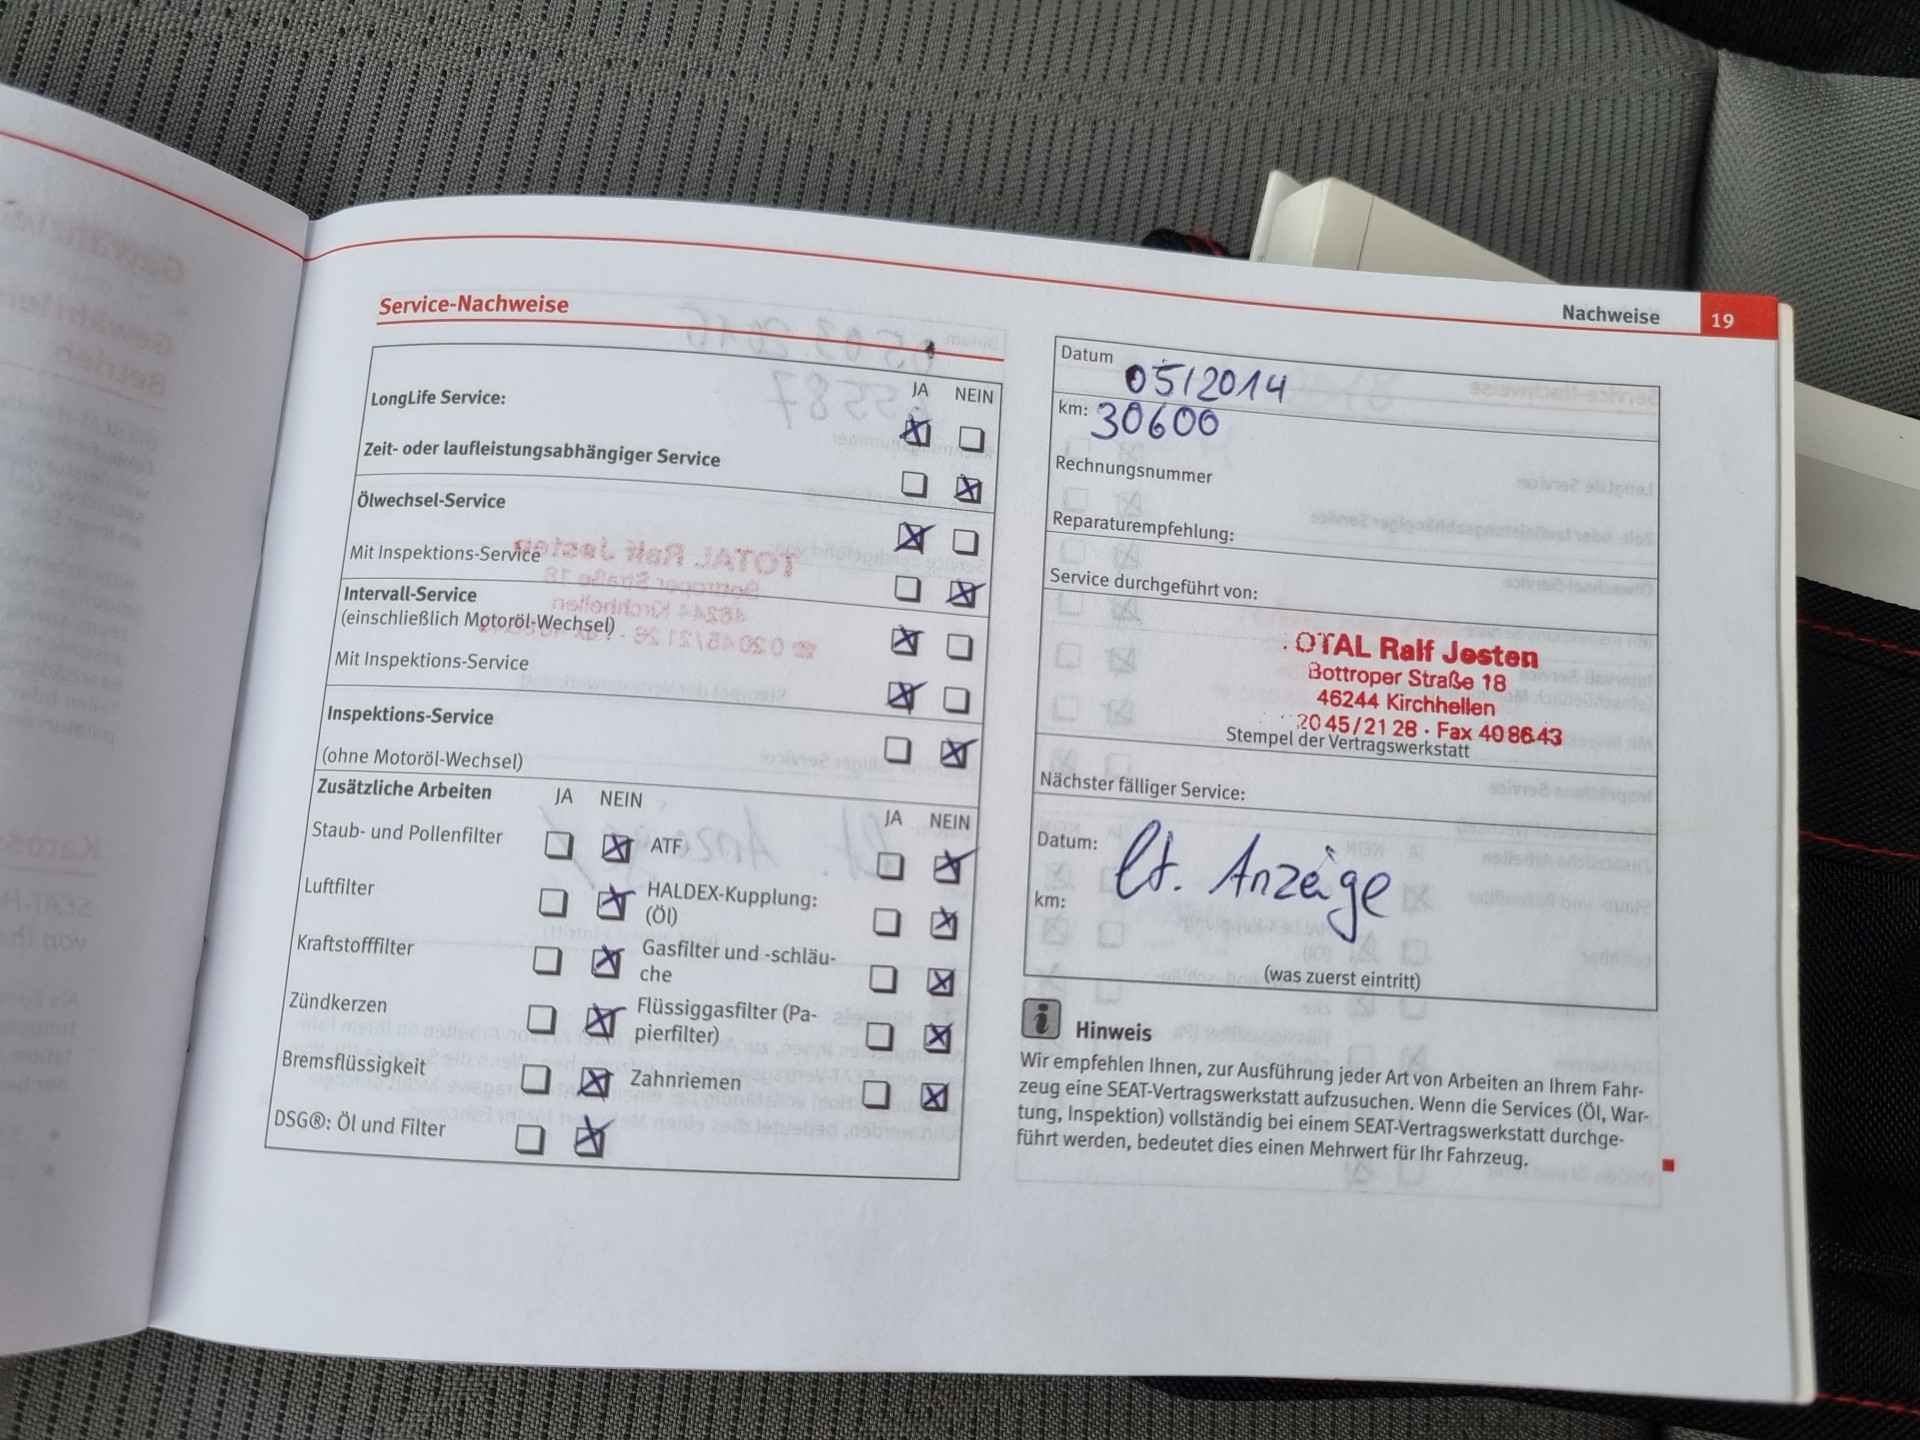 Nachweise 19
Service-Nachweise
JA NEIN
LongLife Service:
Zeit- oder laufleistungsabhängiger Service
Ölwechsel-Service
Mit Inspektions-Service
Intervall-Service
(einschließlich Motoröl-Wechsel)
Mit Inspektions-Service
Inspektions-Service
(ohne Motoröl-Wechsel)
Zusätzliche Arbeiten JA NEIN JA NEIN
Staub- und Pollenfilter ATF
Luftfilter HALDEX-Kupplung:
(Öl)
Kraftstofffilter Gasfilter und -schläu-
che
Zündkerzen Flüssiggasfilter (Pa-
pierfilter)
Bremsflüssigkeit Zahnriemen
DSG®: Öl und Filter
Datum 05/2014
km: 30600
Rechnungsnummer
Reparaturempfehlung:
Service durchgeführt von:
OTAL Ralf Jesten
Bottroper Straße 18
46244 Kirchhellen
20 45/21 28 · Fax 40 86 43
Stempel der Vertragswerkstatt
Nächster fälliger Service:
Datum: lt. Anzeige
km:
(was zuerst eintritt)
i Hinweis
Wir empfehlen Ihnen, zur Ausführung jeder Art von Arbeiten an Ihrem Fahr-
zeug eine SEAT-Vertragswerkstatt aufzusuchen. Wenn die Services (Öl, War-
tung, Inspektion) vollständig bei einem SEAT-Vertragswerkstatt durchge-
führt werden, bedeutet dies einen Mehrwert für Ihr Fahrzeug.